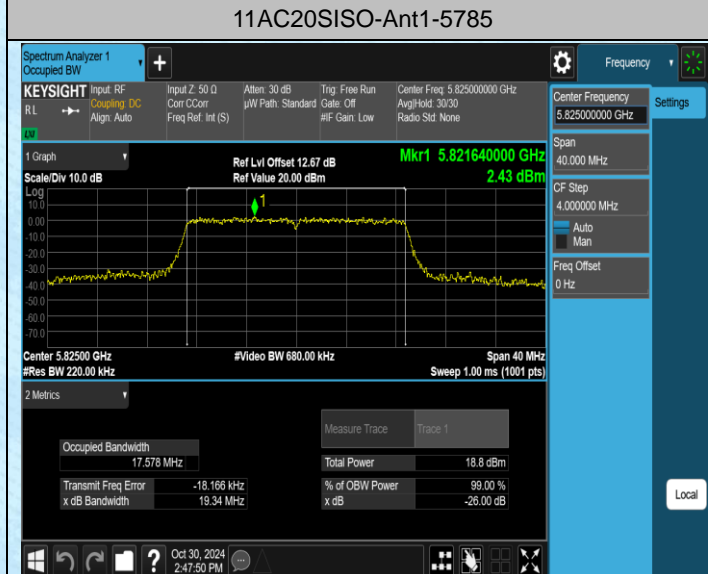 11AC20SISO-Ant1-5785
Spectrum Analyzer 1
Occupied BW
Frequency
KEYSIGHT
RL
Input: RF
Coupling: DC
Align: Auto
Input Z: 50 Ω
Corr CCorr
Freq Ref: Int (S)
Atten: 30 dB
µW Path: Standard
Trig: Free Run
Gate: Off
#IF Gain: Low
Center Freq: 5.825000000 GHz
Avg|Hold: 30/30
Radio Std: None
Center Frequency
5.825000000 GHz
Settings
Span
40.000 MHz
CF Step
4.000000 MHz
Auto
Man
Freq Offset
0 Hz
1 Graph
Scale/Div 10.0 dB
Ref Lvl Offset 12.67 dB
Ref Value 20.00 dBm
Mkr1 5.821640000 GHz
2.43 dBm
Log
10.0
0.00
-10.0
-20.0
-30.0
-40.0
-50.0
-60.0
-70.0
1
Center 5.82500 GHz
#Video BW 680.00 kHz
Span 40 MHz
#Res BW 220.00 kHz
Sweep 1.00 ms (1001 pts)
2 Metrics
Measure Trace
Trace 1
Occupied Bandwidth
17.578 MHz
Total Power
18.8 dBm
Transmit Freq Error
-18.166 kHz
% of OBW Power
99.00 %
x dB Bandwidth
19.34 MHz
x dB
-26.00 dB
Local
Oct 30, 2024
2:47:50 PM